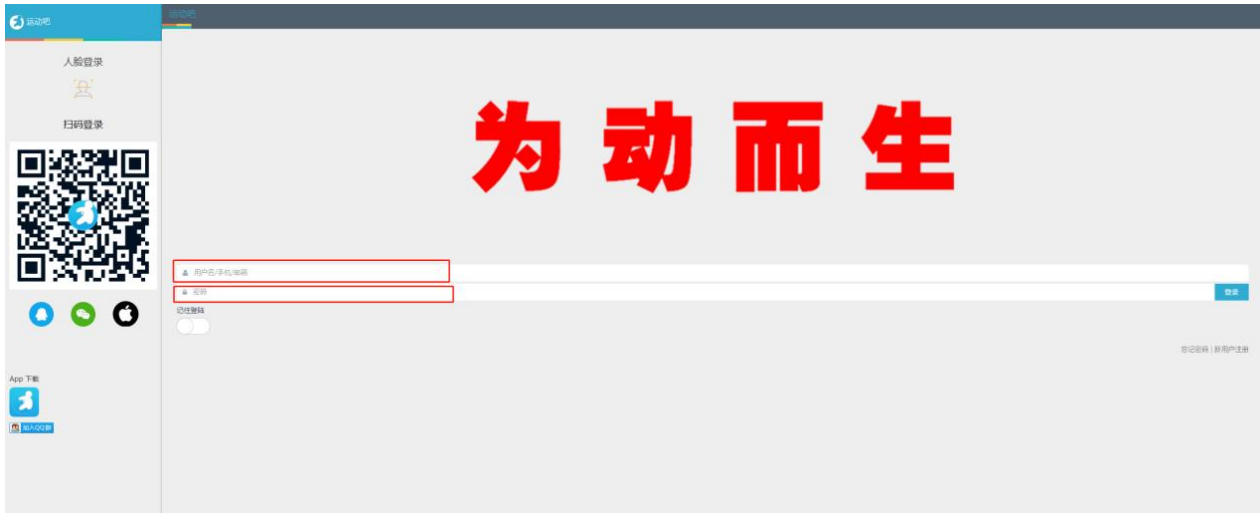 运动吧
运动吧
人脸登录
扫码登录
为动而生
用户名/手机/邮箱
密码
登录
记住登陆
忘记密码 | 新用户注册
App 下载
加入QQ群